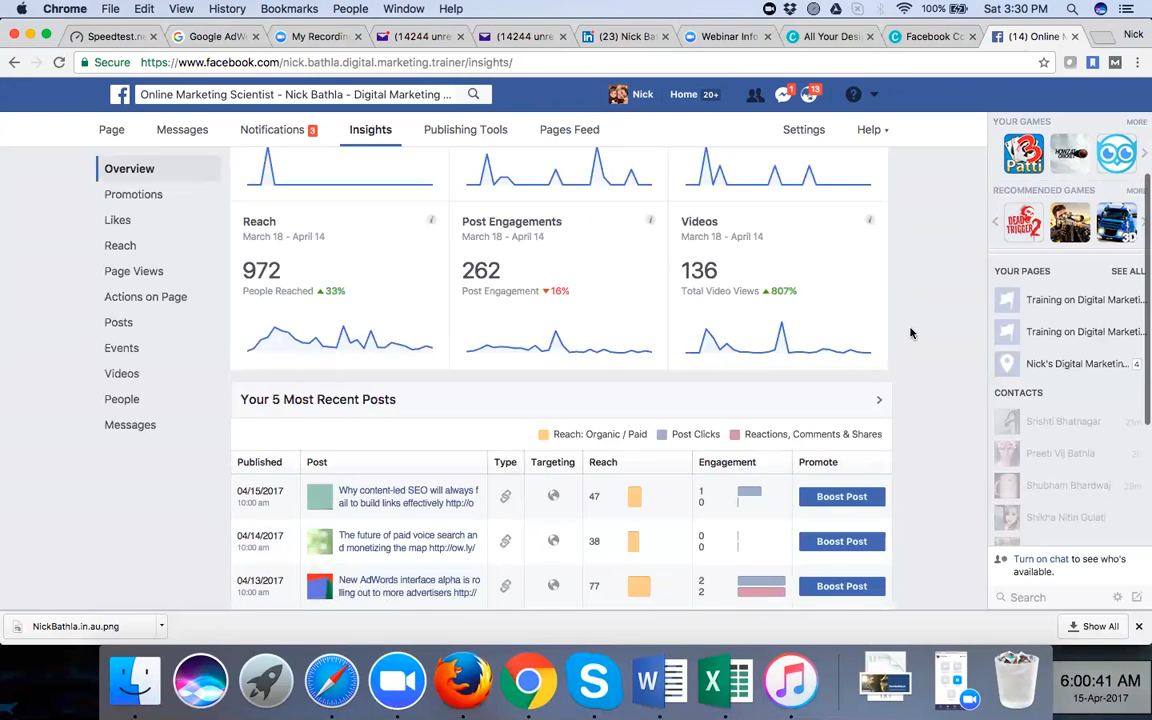 Chrome File Edit View History Bookmarks People Window Help 100% Sat 3:30 PM
Speedtest.ne Google AdW My Recordin (14244 unre (14244 unre (23) Nick Ba Webinar Info All Your Desi Facebook Co (14) Online M Nick
Secure https://www.facebook.com/nick.bathla.digital.marketing.trainer/insights/
Online Marketing Scientist - Nick Bathla - Digital Marketing ... Nick Home 20+ 1 13
Page Messages Notifications 3 Insights Publishing Tools Pages Feed Settings Help
YOUR GAMES MORE
3 Patti
RECOMMENDED GAMES MORE
DEAD TRIGGER 2 3D
YOUR PAGES SEE ALL
Training on Digital Marketi...
Training on Digital Marketi...
Nick's Digital Marketin... 4
CONTACTS
Srishti Bhatnagar 21m
Preeti Vij Bathla
Shubham Bhardwaj 29m
Shikha Nitin Gulati
Turn on chat to see who's
available.
Search
Overview
Promotions
Likes
Reach
Page Views
Actions on Page
Posts
Events
Videos
People
Messages
Reach
March 18 - April 14
972
People Reached 33%
Post Engagements
March 18 - April 14
262
Post Engagement 16%
Videos
March 18 - April 14
136
Total Video Views 807%
Your 5 Most Recent Posts
Reach: Organic / Paid Post Clicks Reactions, Comments & Shares
Published Post Type Targeting Reach Engagement Promote
04/15/2017
10:00 am
Why content-led SEO will always f
ail to build links effectively http://o
47
1
0
Boost Post
04/14/2017
10:00 am
The future of paid voice search an
d monetizing the map http://ow.ly/
38
0
0
Boost Post
04/13/2017
10:00 am
New AdWords interface alpha is ro
lling out to more advertisers http://
77
2
2
Boost Post
NickBathla.in.au.png Show All
6:00:41 AM
15-Apr-2017